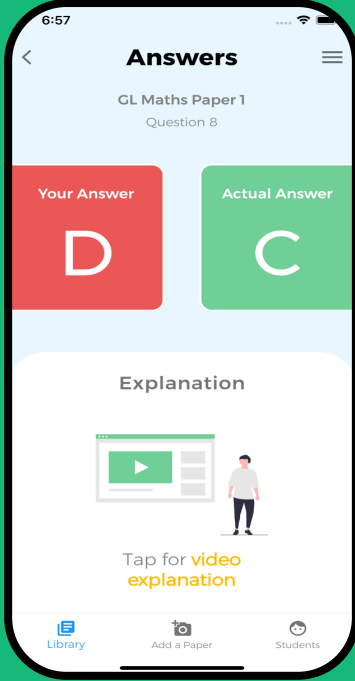 6:57
Answers
GL Maths Paper 1
Question 8
Your Answer
D
Actual Answer
C
Explanation
Tap for video
explanation
Library
Add a Paper
Students